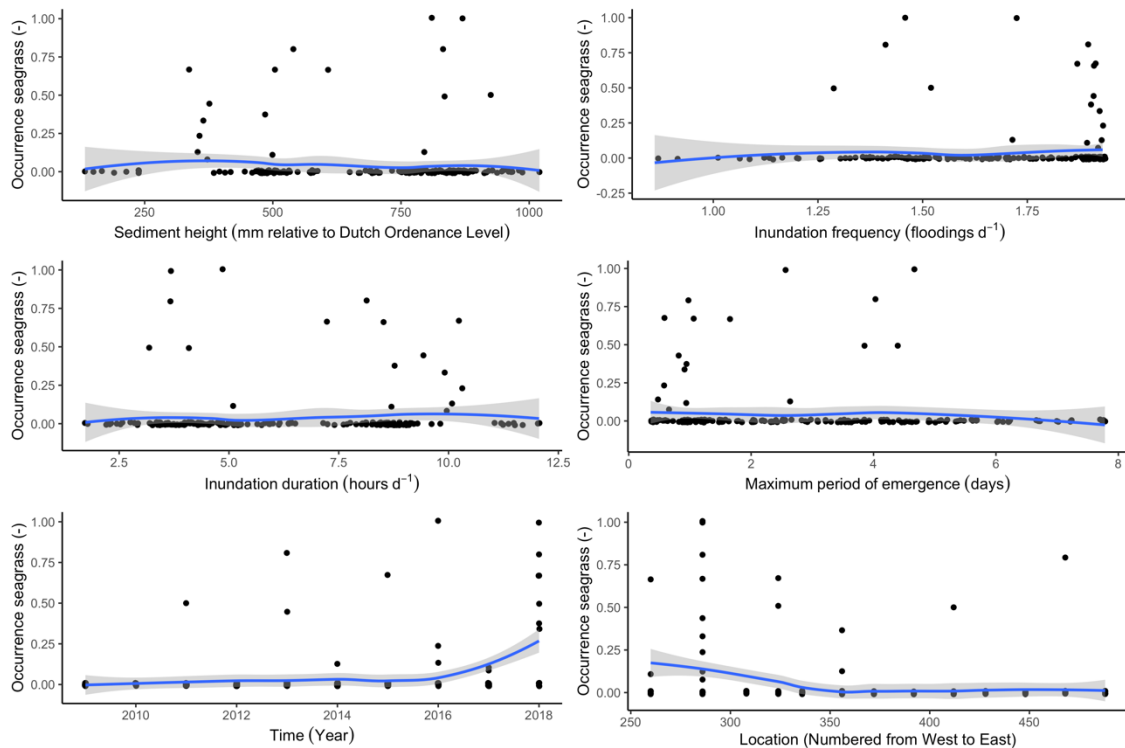 1.00
0.75
0.50
0.25
0.00
Occurrence seagrass (-)
250 500 750 1000
Sediment height (mm relative to Dutch Ordenance Level)
1.00
0.75
0.50
0.25
0.00
-0.25
Occurrence seagrass (-)
1.00 1.25 1.50 1.75
Inundation frequency (floodings d⁻¹)
1.00
0.75
0.50
0.25
0.00
Occurrence seagrass (-)
2.5 5.0 7.5 10.0 12.5
Inundation duration (hours d⁻¹)
1.00
0.75
0.50
0.25
0.00
Occurrence seagrass (-)
0 2 4 6 8
Maximum period of emergence (days)
1.00
0.75
0.50
0.25
0.00
Occurrence seagrass (-)
2010 2012 2014 2016 2018
Time (Year)
1.00
0.75
0.50
0.25
0.00
Occurrence seagrass (-)
250 300 350 400 450
Location (Numbered from West to East)